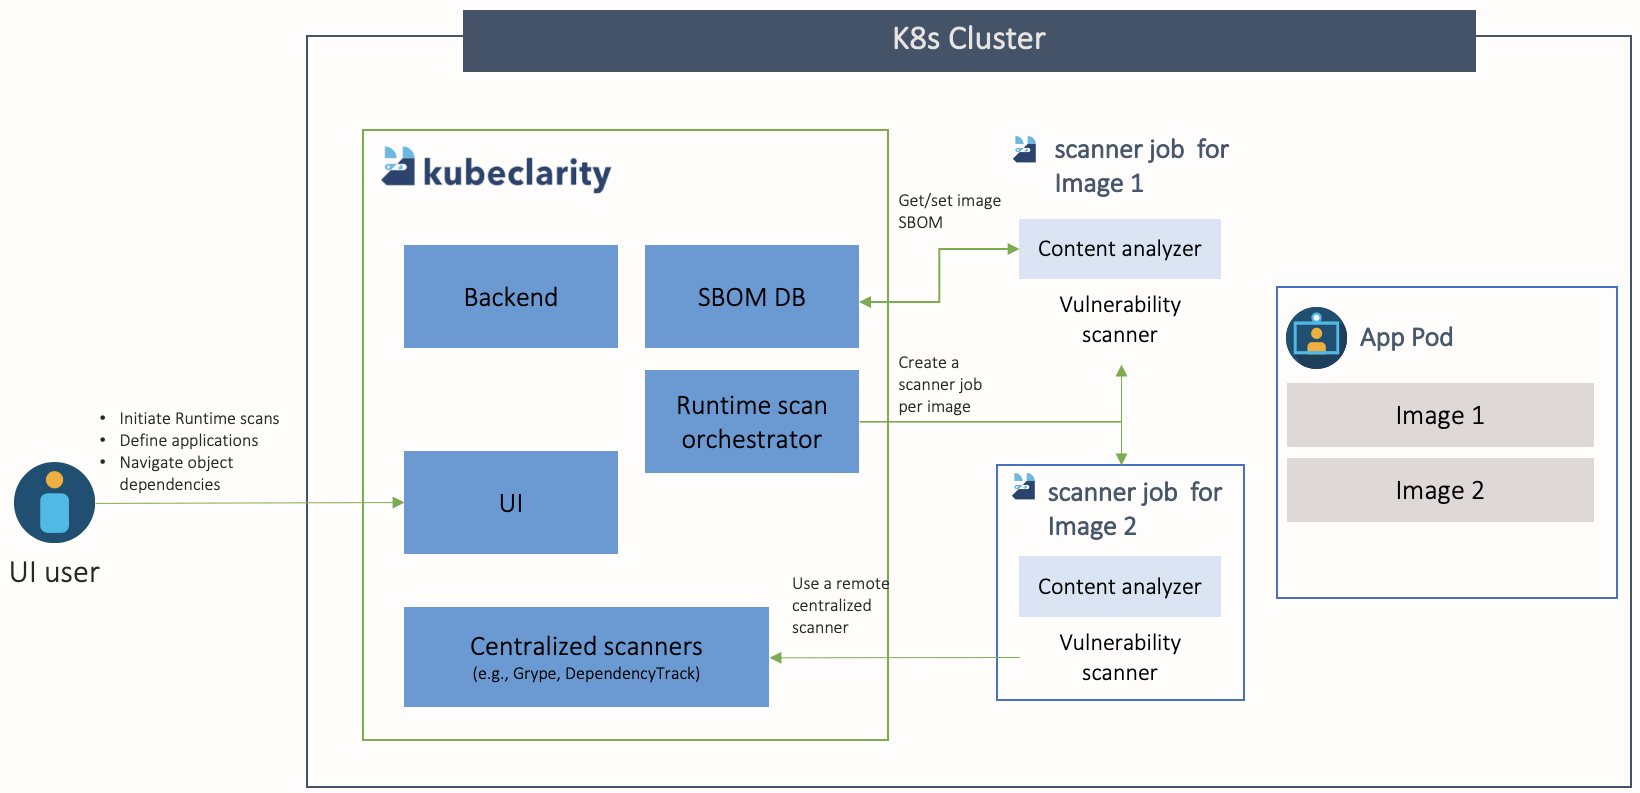 K8s Cluster
kubeclarity
scanner job for
Image 1
Get/set image
SBOM
Content analyzer
Backend
SBOM DB
Vulnerability
scanner
App Pod
Create a
scanner job
per image
Runtime scan
orchestrator
Image 1
Image 2
• Initiate Runtime scans
• Define applications
• Navigate object
dependencies
UI
UI user
scanner job for
Image 2
Content analyzer
Use a remote
centralized
scanner
Vulnerability
scanner
Centralized scanners
(e.g., Grype, DependencyTrack)